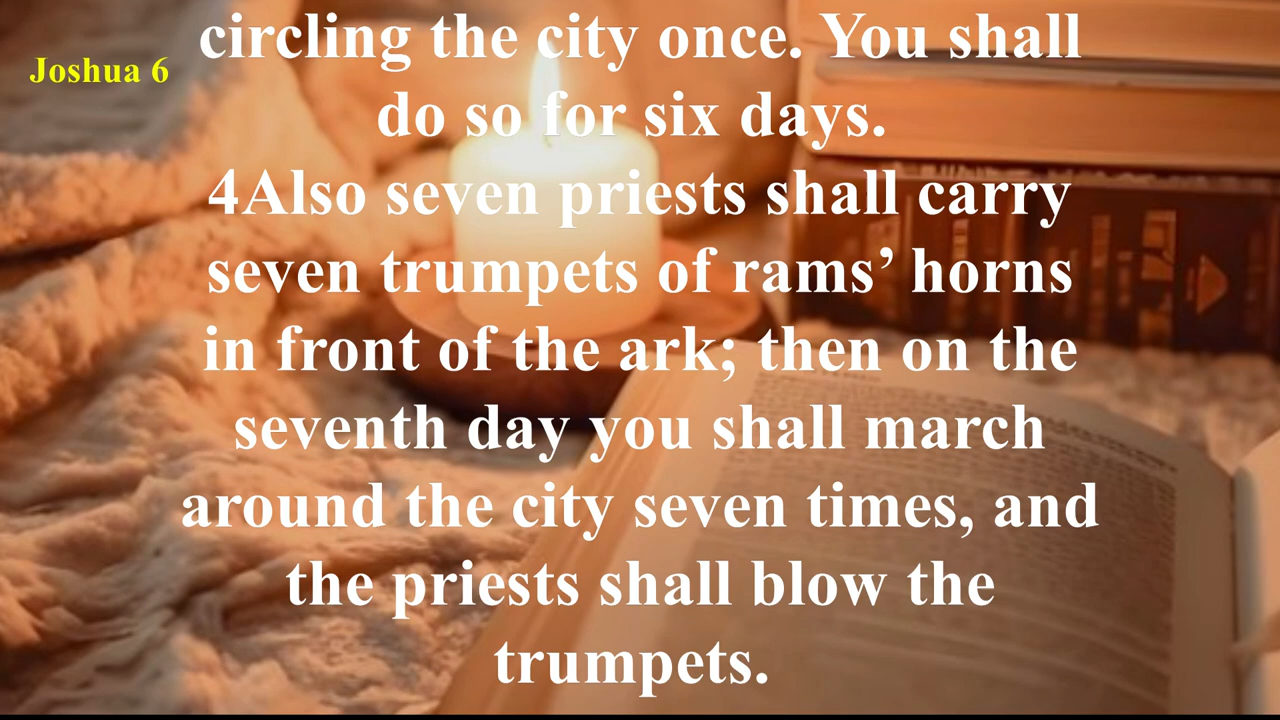 Joshua 6
circling the city once. You shall
do so for six days.
4Also seven priests shall carry
seven trumpets of rams’ horns
in front of the ark; then on the
seventh day you shall march
around the city seven times, and
the priests shall blow the
trumpets.